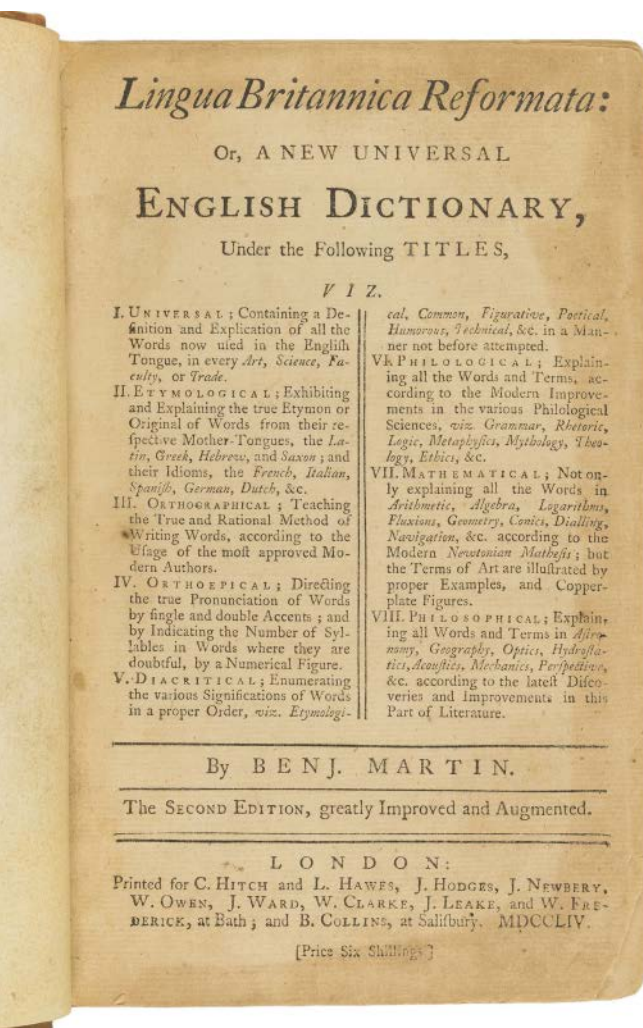 Lingua Britannica Reformata:
Or, A NEW UNIVERSAL
ENGLISH DICTIONARY,
Under the Following TITLES,
VIZ.
I. UNIVERSAL; Containing a De-
finition and Explication of all the
Words now uſed in the Engliſh
Tongue, in every Art, Science, Fa-
culty, or Trade.
II. ETYMOLOGICAL; Exhibiting
and Explaining the true Etymon or
Original of Words from their re-
ſpective Mother-Tongues, the La-
tin, Greek, Hebrew, and Saxon; and
their Idioms, the French, Italian,
Spaniſh, German, Dutch, &c.
III. ORTHOGRAPHICAL; Teaching
the True and Rational Method of
Writing Words, according to the
Uſage of the moſt approved Mo-
dern Authors.
IV. ORTHOEPICAL; Directing
the true Pronunciation of Words
by ſingle and double Accents; and
by Indicating the Number of Syl-
lables in Words where they are
doubtful, by a Numerical Figure.
V. DIACRITICAL; Enumerating
the various Significations of Words
in a proper Order, viz. Etymologi-
cal, Common, Figurative, Poetical,
Humorous, Technical, &c. in a Man-
ner not before attempted.
VI. PHILOLOGICAL; Explain-
ing all the Words and Terms, ac-
cording to the Modern Improve-
ments in the various Philological
Sciences, viz. Grammar, Rhetoric,
Logic, Metaphyſics, Mythology, Theo-
logy, Ethics, &c.
VII. MATHEMATICAL; Not on-
ly explaining all the Words in
Arithmetic, Algebra, Logarithms,
Fluxions, Geometry, Conics, Dialling,
Navigation, &c. according to the
Modern Newtonian Matheſis; but
the Terms of Art are illuſtrated by
proper Examples, and Copper-
plate Figures.
VIII. PHILOSOPHICAL; Explain-
ing all Words and Terms in Aſtro-
nomy, Geography, Optics, Hydroſta-
tics, Acouſtics, Mechanics, Perſpective,
&c. according to the lateſt Diſco-
veries and Improvements in this
Part of Literature.
By BENJ. MARTIN.
The SECOND EDITION, greatly Improved and Augmented.
LONDON:
Printed for C. HITCH and L. HAWES, J. HODGES, J. NEWBERY,
W. OWEN, J. WARD, W. CLARKE, J. LEAKE, and W. FRE-
DERICK, at Bath; and B. COLLINS, at Saliſbury. MDCCLIV.
[Price Six Shillings]